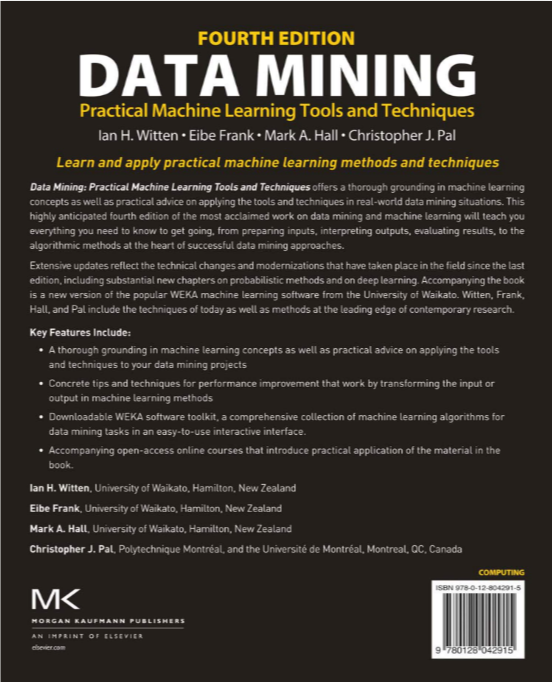 FOURTH EDITION
DATA MINING
Practical Machine Learning Tools and Techniques
Ian H. Witten • Eibe Frank • Mark A. Hall • Christopher J. Pal
Learn and apply practical machine learning methods and techniques
Data Mining: Practical Machine Learning Tools and Techniques offers a thorough grounding in machine learning
concepts as well as practical advice on applying the tools and techniques in real-world data mining situations. This
highly anticipated fourth edition of the most acclaimed work on data mining and machine learning will teach you
everything you need to know to get going, from preparing inputs, interpreting outputs, evaluating results, to the
algorithmic methods at the heart of successful data mining approaches.
Extensive updates reflect the technical changes and modernizations that have taken place in the field since the last
edition, including substantial new chapters on probabilistic methods and on deep learning. Accompanying the book
is a new version of the popular WEKA machine learning software from the University of Waikato. Witten, Frank,
Hall, and Pal include the techniques of today as well as methods at the leading edge of contemporary research.
Key Features Include:
• A thorough grounding in machine learning concepts as well as practical advice on applying the tools
and techniques to your data mining projects
• Concrete tips and techniques for performance improvement that work by transforming the input or
output in machine learning methods
• Downloadable WEKA software toolkit, a comprehensive collection of machine learning algorithms for
data mining tasks in an easy-to-use interactive interface.
• Accompanying open-access online courses that introduce practical application of the material in the
book.
Ian H. Witten, University of Waikato, Hamilton, New Zealand
Eibe Frank, University of Waikato, Hamilton, New Zealand
Mark A. Hall, University of Waikato, Hamilton, New Zealand
Christopher J. Pal, Polytechnique Montréal, and the Université de Montréal, Montreal, QC, Canada
COMPUTING
ISBN 978-0-12-804291-5
9 780128 042915
MK
MORGAN KAUFMANN PUBLISHERS
AN IMPRINT OF ELSEVIER
elsevier.com